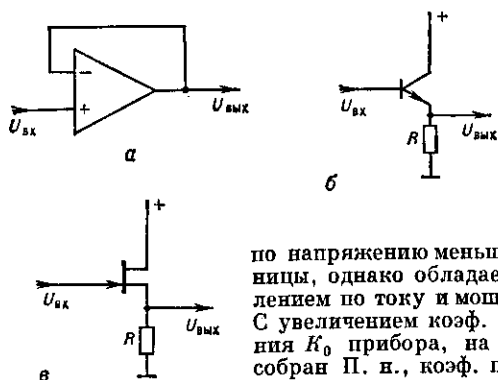 −
+
U вх
U вых
а
+
U вх
R
U вых
б
+
U вх
R
U вых
в
по напряжению меньш
ницы, однако обладае
лением по току и мощ
С увеличением коэф.
ния K₀ прибора, на
собран П. н., коэф. п